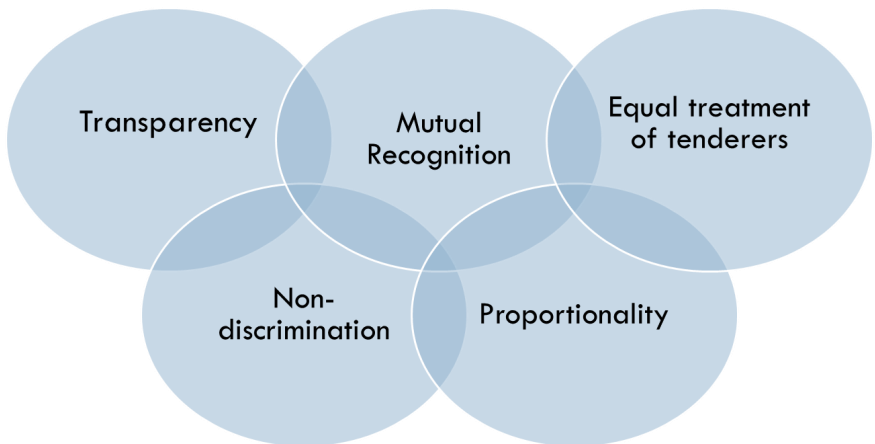 Transparency
Mutual
Recognition
Equal treatment
of tenderers
Non-
discrimination
Proportionality